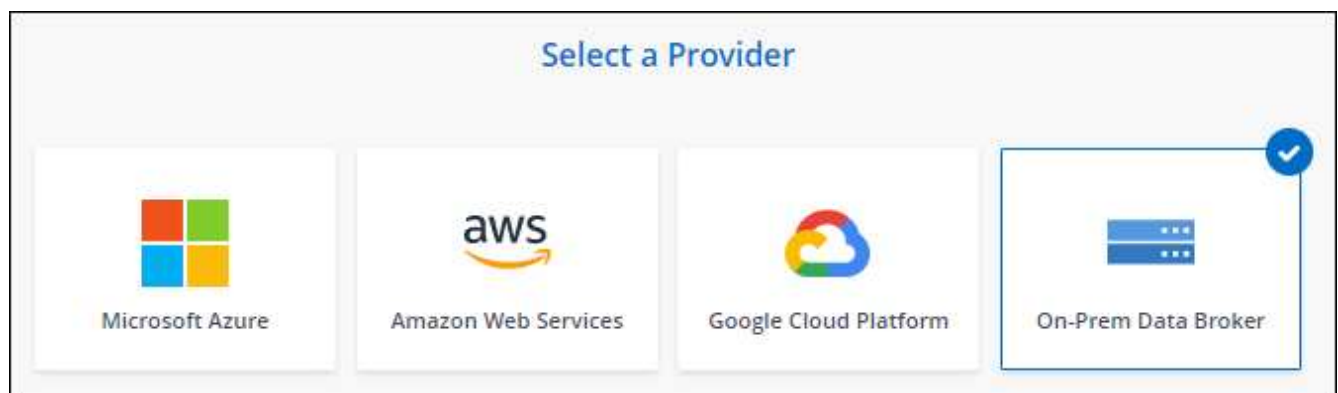 Select a Provider
aws
Microsoft Azure
Amazon Web Services
Google Cloud Platform
On-Prem Data Broker